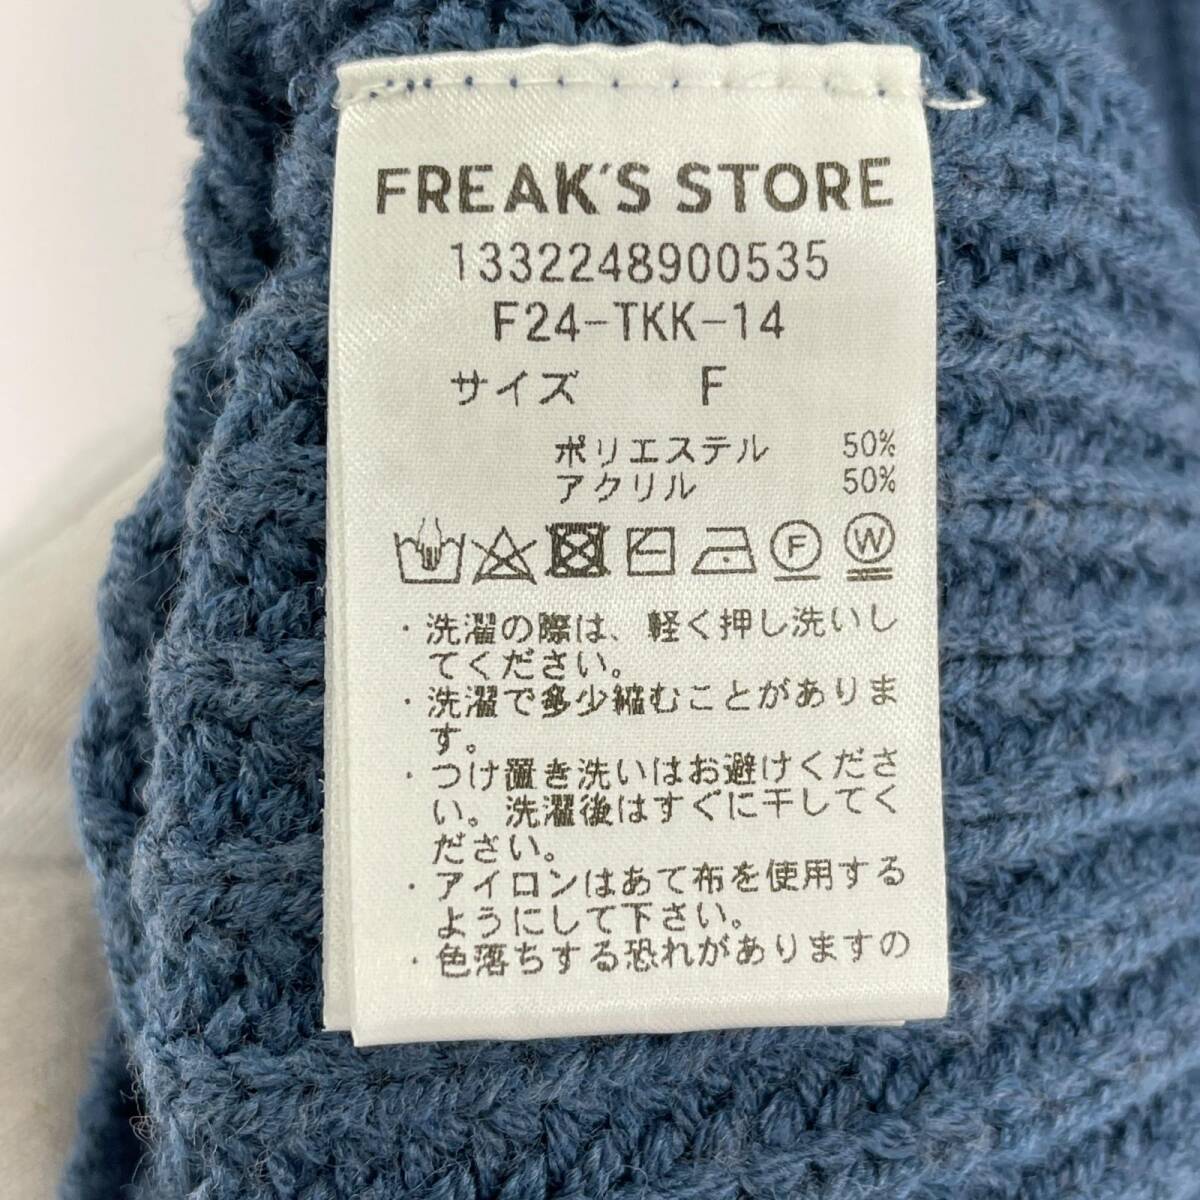 FREAK'S STORE
1332248900535
F24-TKK-14
サイズ F
ポリエステル 50%
アクリル 50%
F W
・洗濯の際は、軽く押し洗いし
てください。
・洗濯で多少縮むことがありま
す。
・つけ置き洗いはお避けくださ
い。洗濯後はすぐに干してく
ださい。
・アイロンはあて布を使用する
ようにして下さい。
・色落ちする恐れがありますの